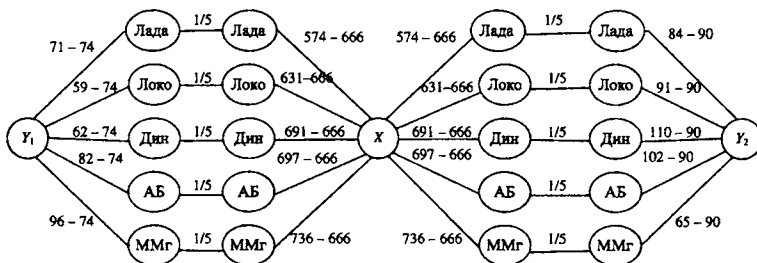 Лада 1/5 Лада Лада 1/5 Лада
71 – 74 574 – 666 574 – 666 84 – 90
Локо 1/5 Локо Локо 1/5 Локо
59 – 74 631–666 631–666 91 – 90
Y₁ 62 – 74 Дин 1/5 Дин 691 – 666 X 691 – 666 Дин 1/5 Дин 110 – 90 Y₂
82 – 74 697 – 666 697 – 666 102 – 90
АБ 1/5 АБ АБ 1/5 АБ
96 – 74 736 – 666 736 – 666 65 – 90
ММг 1/5 ММг ММг 1/5 ММг